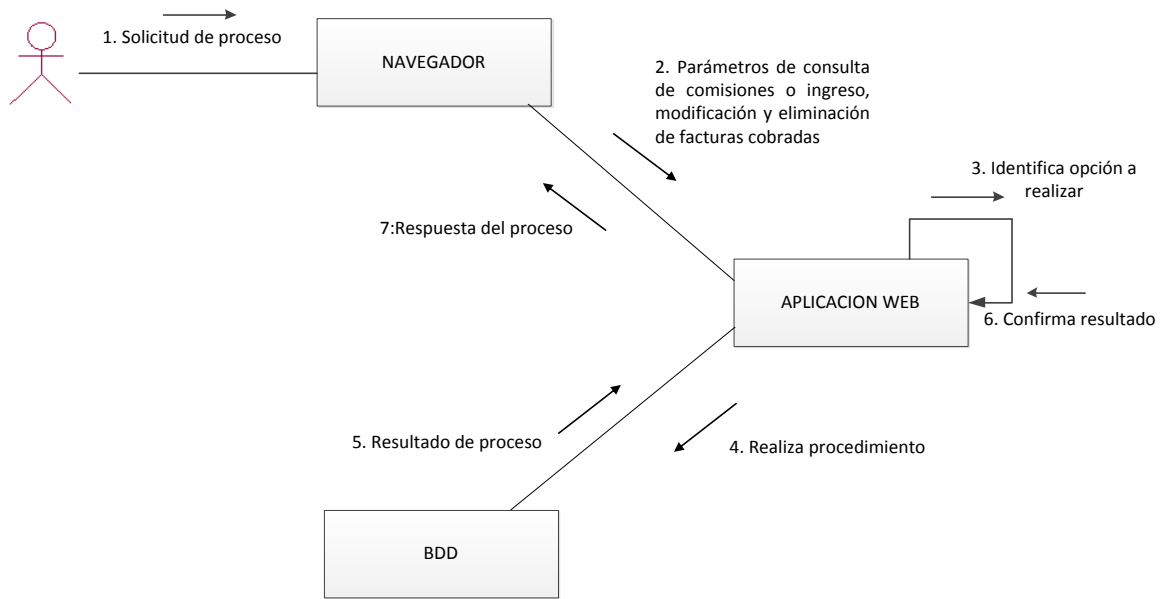 1. Solicitud de proceso
NAVEGADOR
2. Parámetros de consulta
de comisiones o ingreso,
modificación y eliminación
de facturas cobradas
3. Identifica opción a
realizar
7:Respuesta del proceso
APLICACION WEB
6. Confirma resultado
5. Resultado de proceso
4. Realiza procedimiento
BDD